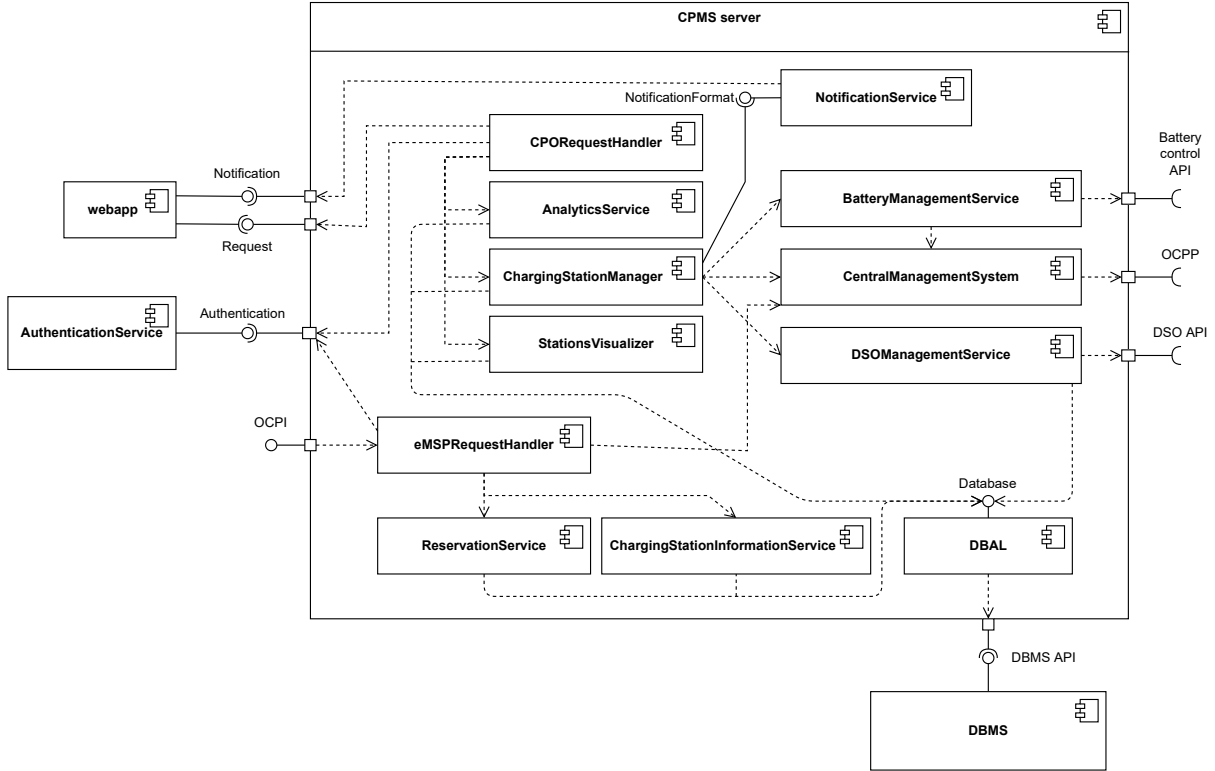 CPMS server
NotificationFormat
NotificationService
CPORequestHandler
Battery
control
API
Notification
webapp
AnalyticsService
BatteryManagementService
Request
OCPP
ChargingStationManager
CentralManagementSystem
Authentication
AuthenticationService
StationsVisualizer
DSOManagementService
DSO API
OCPI
eMSPRequestHandler
Database
ReservationService
ChargingStationInformationService
DBAL
DBMS API
DBMS